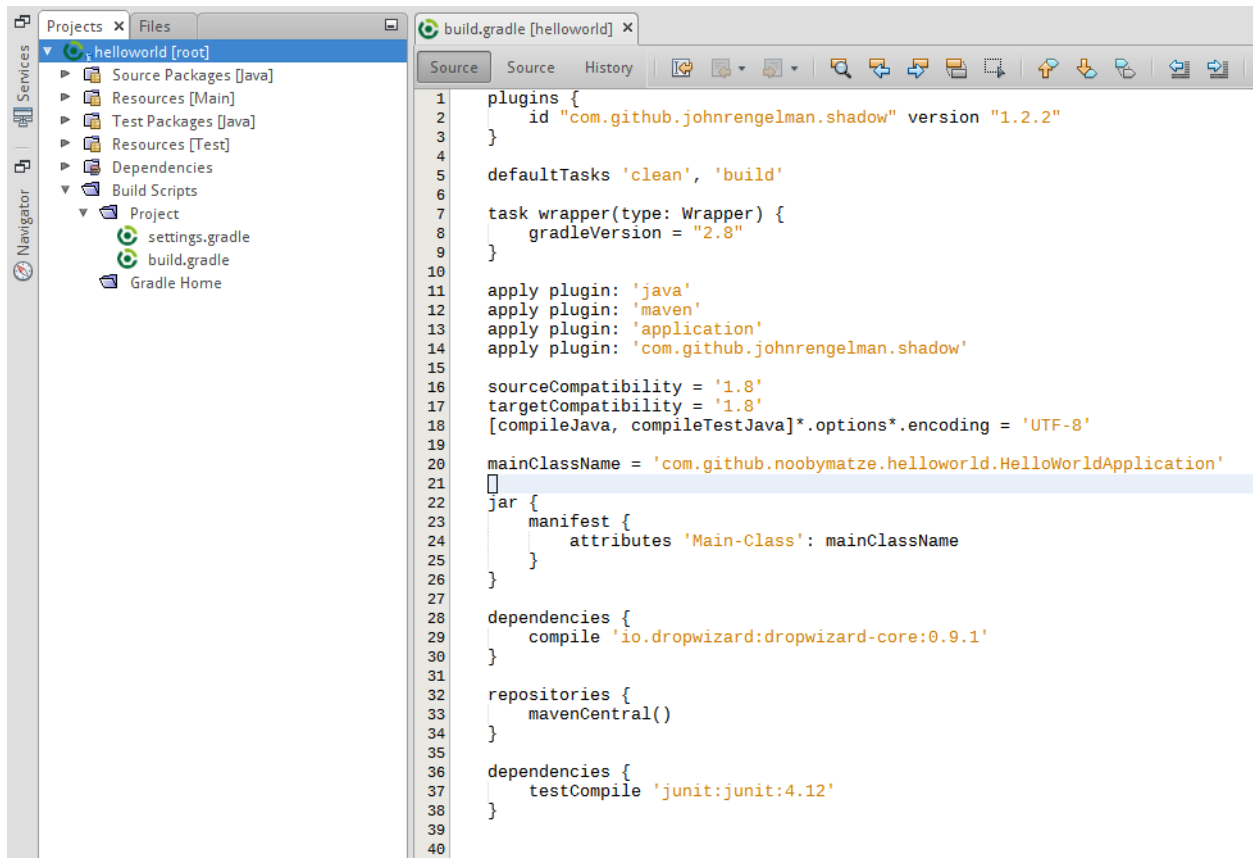 Projects
Files
Services
Navigator
helloworld [root]
Source Packages [Java]
Resources [Main]
Test Packages [Java]
Resources [Test]
Dependencies
Build Scripts
Project
settings.gradle
build.gradle
Gradle Home
build.gradle [helloworld]
Source Source History
1 plugins {
2 id "com.github.johnrengelman.shadow" version "1.2.2"
3 }
4
5 defaultTasks 'clean', 'build'
6
7 task wrapper(type: Wrapper) {
8 gradleVersion = "2.8"
9 }
10
11 apply plugin: 'java'
12 apply plugin: 'maven'
13 apply plugin: 'application'
14 apply plugin: 'com.github.johnrengelman.shadow'
15
16 sourceCompatibility = '1.8'
17 targetCompatibility = '1.8'
18 [compileJava, compileTestJava]*.options*.encoding = 'UTF-8'
19
20 mainClassName = 'com.github.noobymatze.helloworld.HelloWorldApplication'
21
22 jar {
23 manifest {
24 attributes 'Main-Class': mainClassName
25 }
26 }
27
28 dependencies {
29 compile 'io.dropwizard:dropwizard-core:0.9.1'
30 }
31
32 repositories {
33 mavenCentral()
34 }
35
36 dependencies {
37 testCompile 'junit:junit:4.12'
38 }
39
40